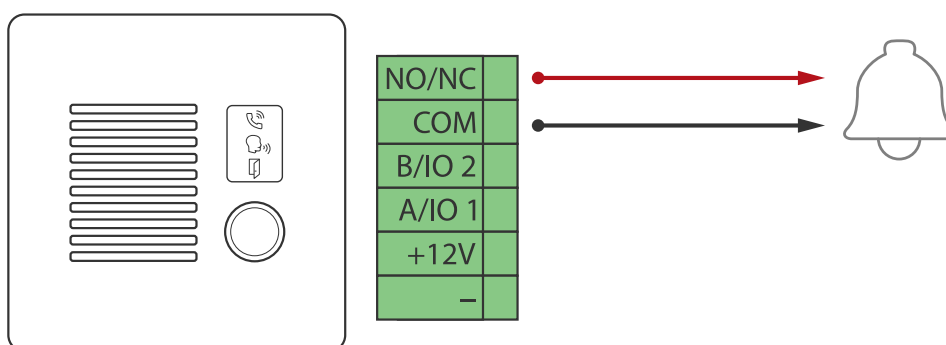 NO/NC
COM
B/IO 2
A/IO 1
+12V
–